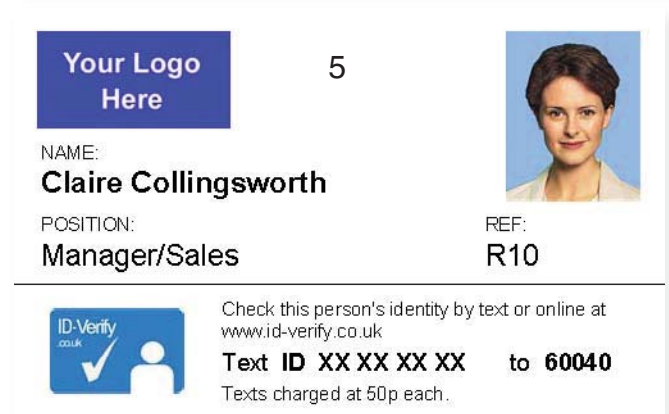 Your Logo
Here
5
NAME:
Claire Collingsworth
POSITION:
Manager/Sales
REF:
R10
ID-Verify
.co.uk
Check this person's identity by text or online at
www.id-verify.co.uk
Text ID XX XX XX XX to 60040
Texts charged at 50p each.